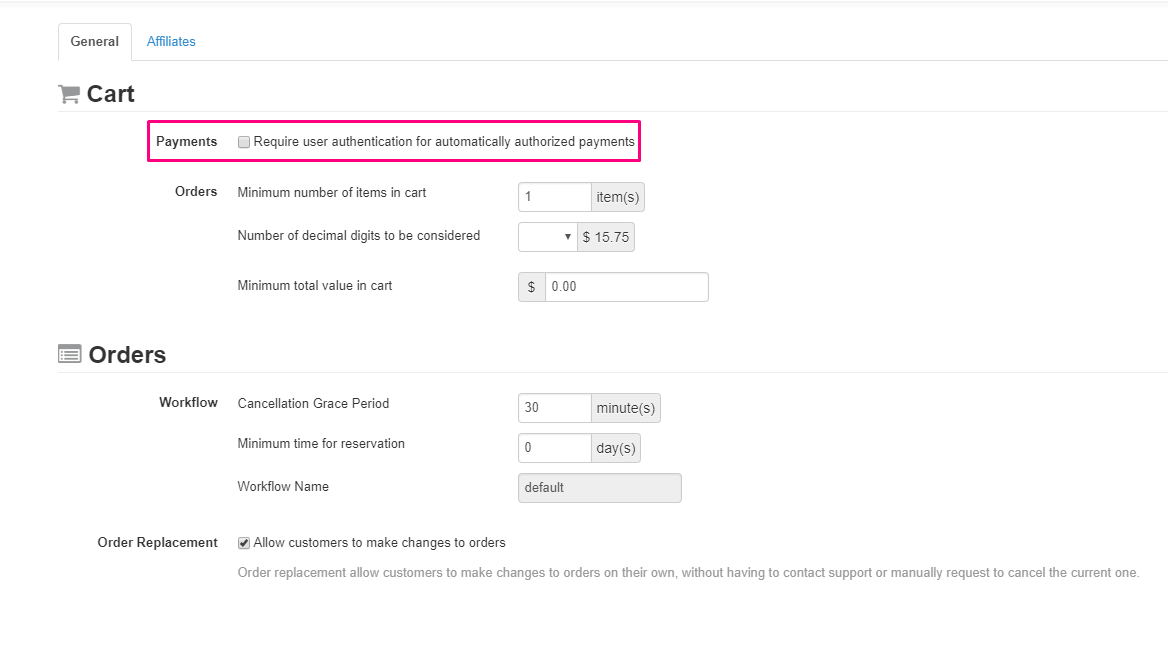 General Affiliates
Cart
Payments Require user authentication for automatically authorized payments
Orders Minimum number of items in cart 1 item(s)
Number of decimal digits to be considered $ 15.75
Minimum total value in cart $ 0.00
Orders
Workflow Cancellation Grace Period 30 minute(s)
Minimum time for reservation 0 day(s)
Workflow Name default
Order Replacement Allow customers to make changes to orders
Order replacement allow customers to make changes to orders on their own, without having to contact support or manually request to cancel the current one.